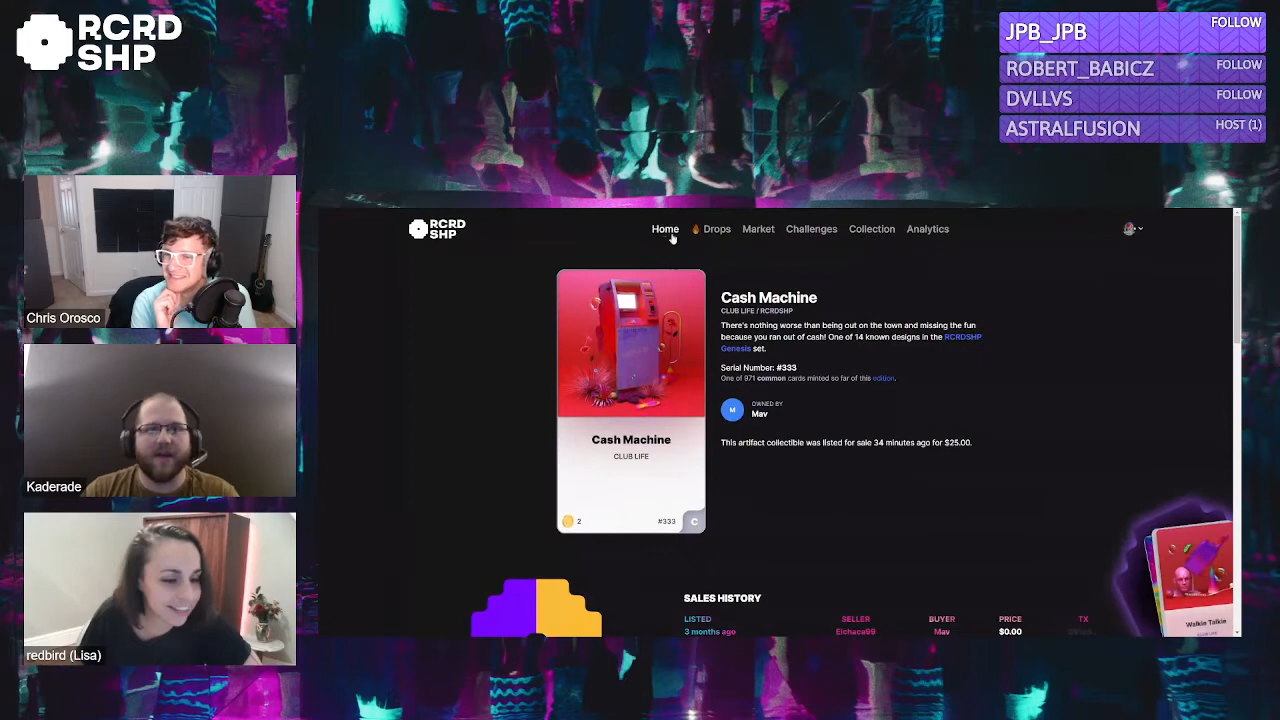 RCRD
SHP
JPB_JPB FOLLOW
ROBERT_BABICZ FOLLOW
DVLLVS FOLLOW
ASTRALFUSION HOST (1)
Chris Orosco
Kaderade
redbird (Lisa)
RCRD
SHP
Home Drops Market Challenges Collection Analytics
Cash Machine
CLUB LIFE
2 #333 C
Cash Machine
CLUB LIFE / RCRDSHP
There's nothing worse than being out on the town and missing the fun
because you ran out of cash! One of 14 known designs in the RCRDSHP
Genesis set.
Serial Number: #333
One of 971 common cards minted so far of this edition.
M
OWNED BY
Mav
This artifact collectible was listed for sale 34 minutes ago for $25.00.
SALES HISTORY
LISTED SELLER BUYER PRICE TX
3 months ago Elchaca99 Mav $0.00
Walkie Talkie
CLUB LIFE